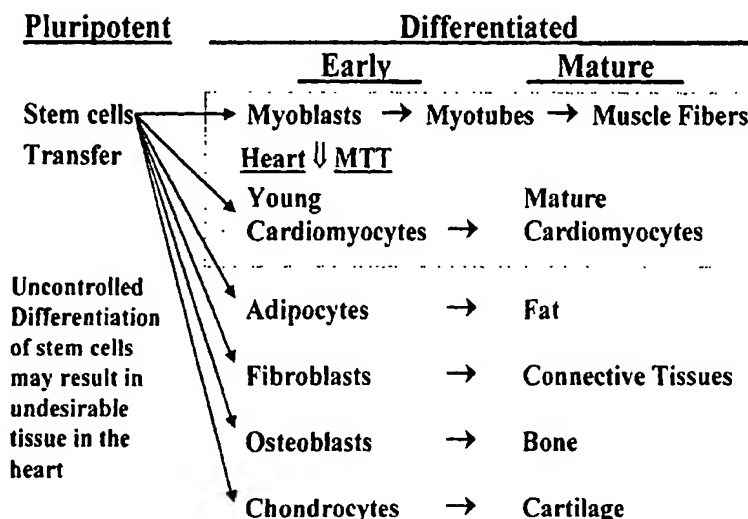 Pluripotent Differentiated
Early Mature
Stem cells Myoblasts → Myotubes → Muscle Fibers
Transfer Heart ⇓ MTT
Young Mature
Cardiomyocytes → Cardiomyocytes
Uncontrolled
Differentiation
of stem cells
may result in
undesirable
tissue in the
heart
Adipocytes → Fat
Fibroblasts → Connective Tissues
Osteoblasts → Bone
Chondrocytes → Cartilage